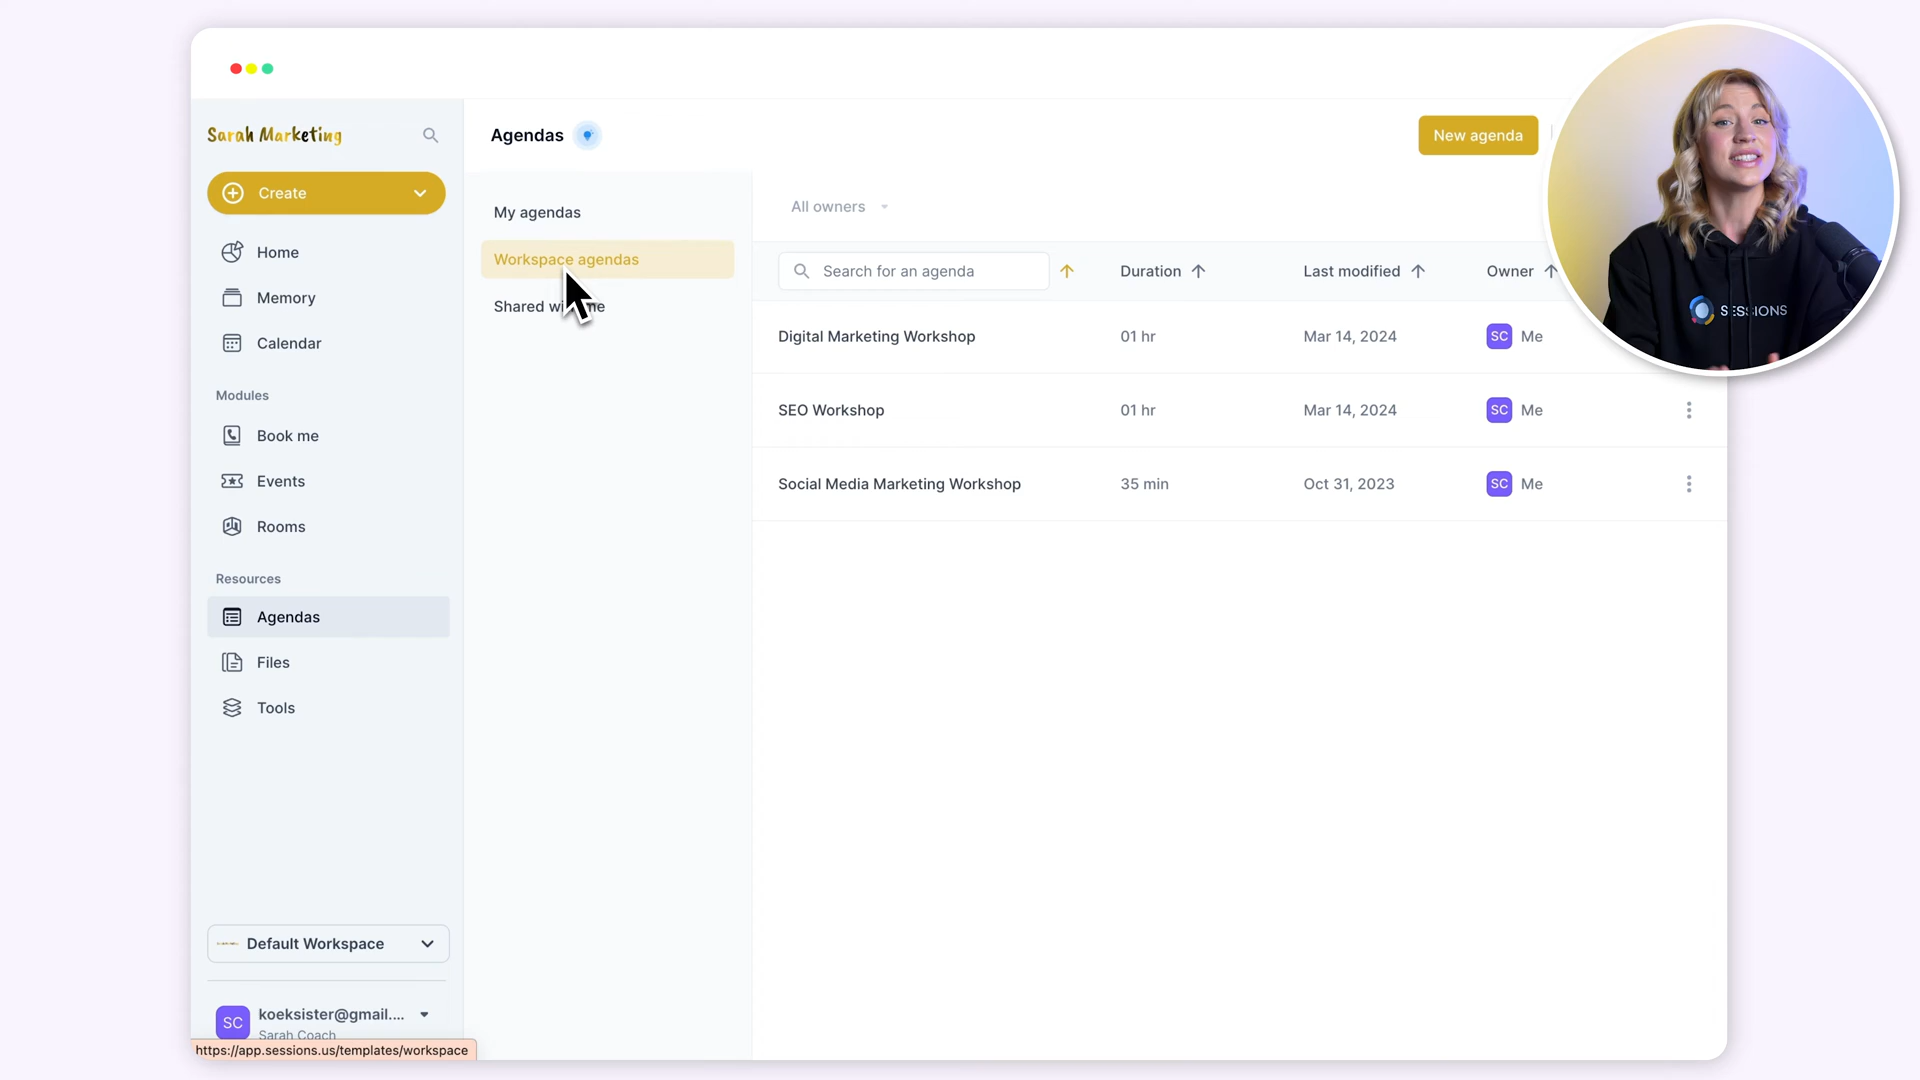 Sarah Marketing
Create
Home
Memory
Calendar
Modules
Book me
Events
Rooms
Resources
Agendas
Files
Tools
Default Workspace
SC
koeksister@gmail....
Sarah Coach
https://app.sessions.us/templates/workspace
Agendas
New agenda
My agendas
Workspace agendas
Shared
All owners
Search for an agenda
Duration
Last modified
Owner
Digital Marketing Workshop
01 hr
Mar 14, 2024
SC
Me
SEO Workshop
01 hr
Mar 14, 2024
SC
Me
Social Media Marketing Workshop
35 min
Oct 31, 2023
SC
Me
SESSIONS